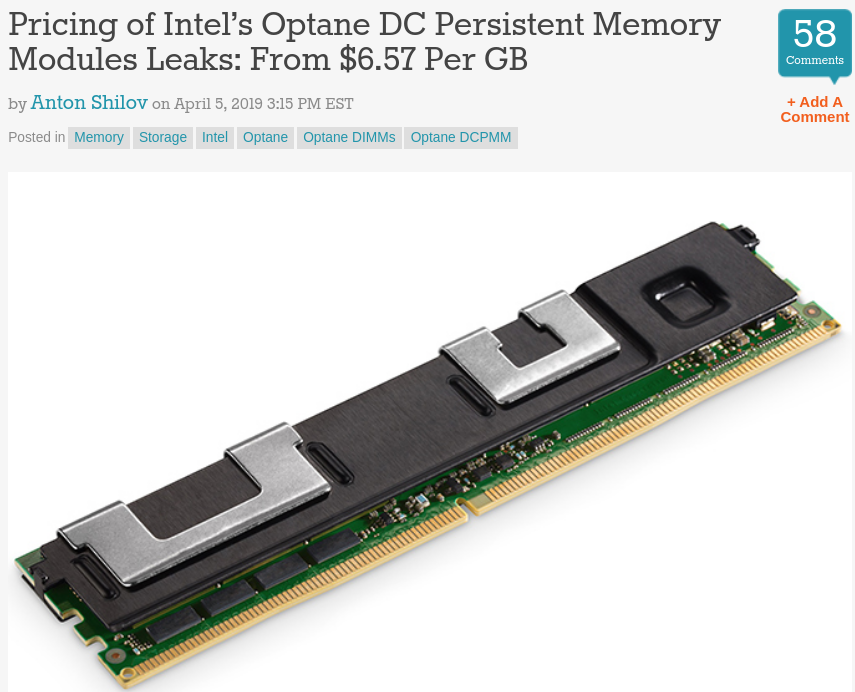 Pricing of Intel’s Optane DC Persistent Memory
Modules Leaks: From $6.57 Per GB
58
Comments
by Anton Shilov on April 5, 2019 3:15 PM EST
+ Add A
Comment
Posted in Memory Storage Intel Optane Optane DIMMs Optane DCPMM